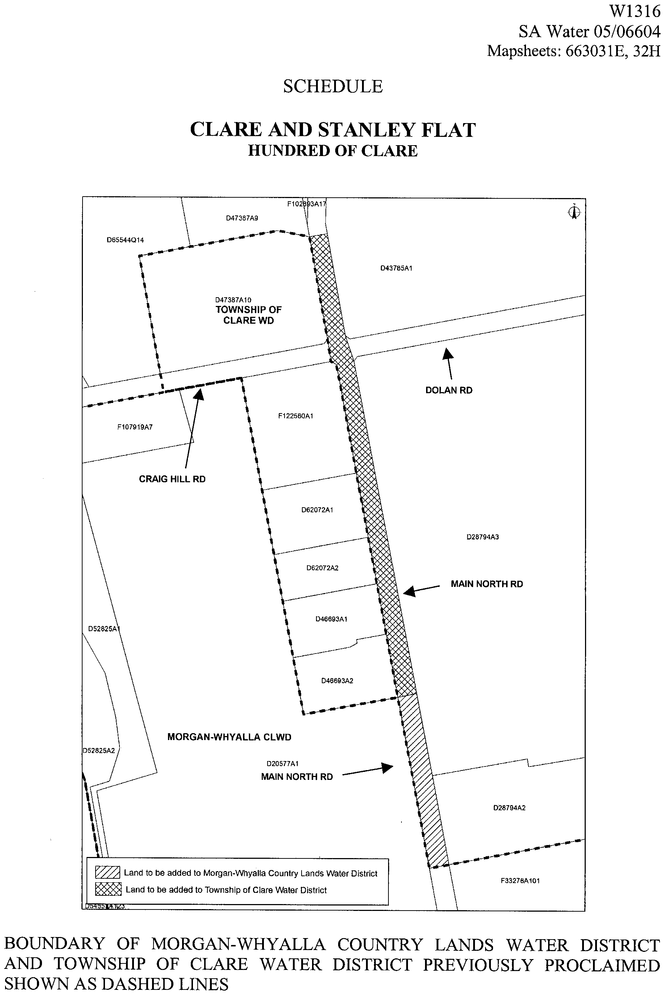 W1316
SA Water 05/06604
Mapsheets: 663031E, 32H
SCHEDULE
CLARE AND STANLEY FLAT
HUNDRED OF CLARE
F102893A17
N
D47387A9
D65544Q14
D43785A1
D47387A10
TOWNSHIP OF
CLARE WD
DOLAN RD
F122560A1
F107919A7
CRAIG HILL RD
D62072A1
D28794A3
D62072A2
MAIN NORTH RD
D46693A1
D52825A1
D46693A2
MORGAN-WHYALLA CLWD
D52825A2
D20577A1
MAIN NORTH RD
D28794A2
Land to be added to Morgan-Whyalla Country Lands Water District
F33276A101
Land to be added to Township of Clare Water District
BOUNDARY OF MORGAN-WHYALLA COUNTRY LANDS WATER DISTRICT
AND TOWNSHIP OF CLARE WATER DISTRICT PREVIOUSLY PROCLAIMED
SHOWN AS DASHED LINES